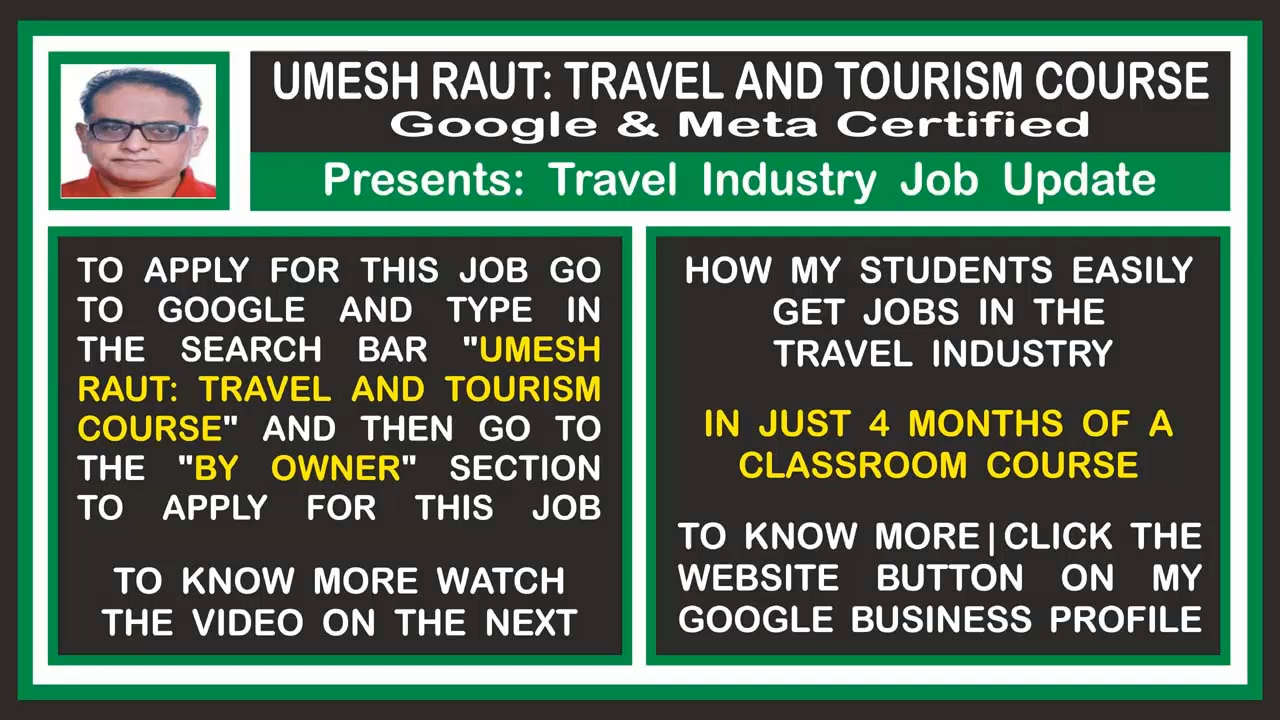 UMESH RAUT: TRAVEL AND TOURISM COURSE
Google & Meta Certified
Presents: Travel Industry Job Update
TO APPLY FOR THIS JOB GO
TO GOOGLE AND TYPE IN
THE SEARCH BAR "UMESH
RAUT: TRAVEL AND TOURISM
COURSE" AND THEN GO TO
THE "BY OWNER" SECTION
TO APPLY FOR THIS JOB
TO KNOW MORE WATCH
THE VIDEO ON THE NEXT
HOW MY STUDENTS EASILY
GET JOBS IN THE
TRAVEL INDUSTRY
IN JUST 4 MONTHS OF A
CLASSROOM COURSE
TO KNOW MORE|CLICK THE
WEBSITE BUTTON ON MY
GOOGLE BUSINESS PROFILE